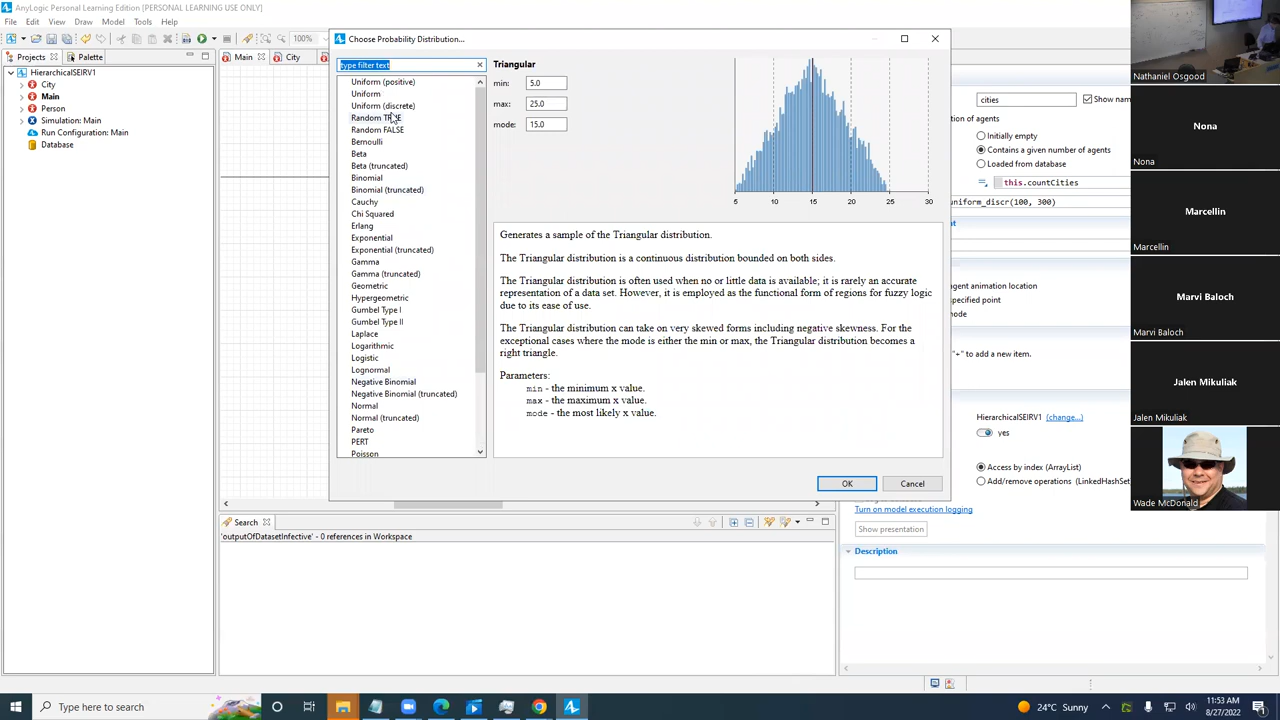 AnyLogic Personal Learning Edition [PERSONAL LEARNING USE ONLY]
File Edit View Draw Model Tools Help
100%
Projects
Palette
Main
City
HierarchicalSEIRV1
City
Main
Person
Simulation: Main
Run Configuration: Main
Database
Choose Probability Distribution...
type filter text
Uniform (positive)
Uniform
Uniform (discrete)
Random TRUE
Random FALSE
Bernoulli
Beta
Beta (truncated)
Binomial
Binomial (truncated)
Cauchy
Chi Squared
Erlang
Exponential
Exponential (truncated)
Gamma
Gamma (truncated)
Geometric
Hypergeometric
Gumbel Type I
Gumbel Type II
Laplace
Logarithmic
Logistic
Lognormal
Negative Binomial
Negative Binomial (truncated)
Normal
Normal (truncated)
Pareto
PERT
Poisson
Triangular
min: 5.0
max: 25.0
mode: 15.0
5 10 15 20 25 30
Generates a sample of the Triangular distribution.
The Triangular distribution is a continuous distribution bounded on both sides.
The Triangular distribution is often used when no or little data is available; it is rarely an accurate
representation of a data set. However, it is employed as the functional form of regions for fuzzy logic
due to its ease of use.
The Triangular distribution can take on very skewed forms including negative skewness. For the
exceptional cases where the mode is either the min or max, the Triangular distribution becomes a
right triangle.
Parameters:
min - the minimum x value.
max - the maximum x value.
mode - the most likely x value.
OK
Cancel
cities
Show nam
on of agents
Initially empty
Contains a given number of agents
Loaded from database
this.countCities
uniform_discr(100, 300)
nt
gent animation location
pecified point
node
"+" to add a new item.
HierarchicalSEIRV1 (change...)
yes
Access by index (ArrayList)
Add/remove operations (LinkedHashSet
Turn on model execution logging
Show presentation
Description
Search
'outputOfDatasetInfective' - 0 references in Workspace
Nathaniel Osgood
Nona
Nona
Marcellin
Marcellin
Marvi Baloch
Marvi Baloch
Jalen Mikuliak
Jalen Mikuliak
Wade McDonald
Type here to search
24°C Sunny
11:53 AM
8/27/2022
1